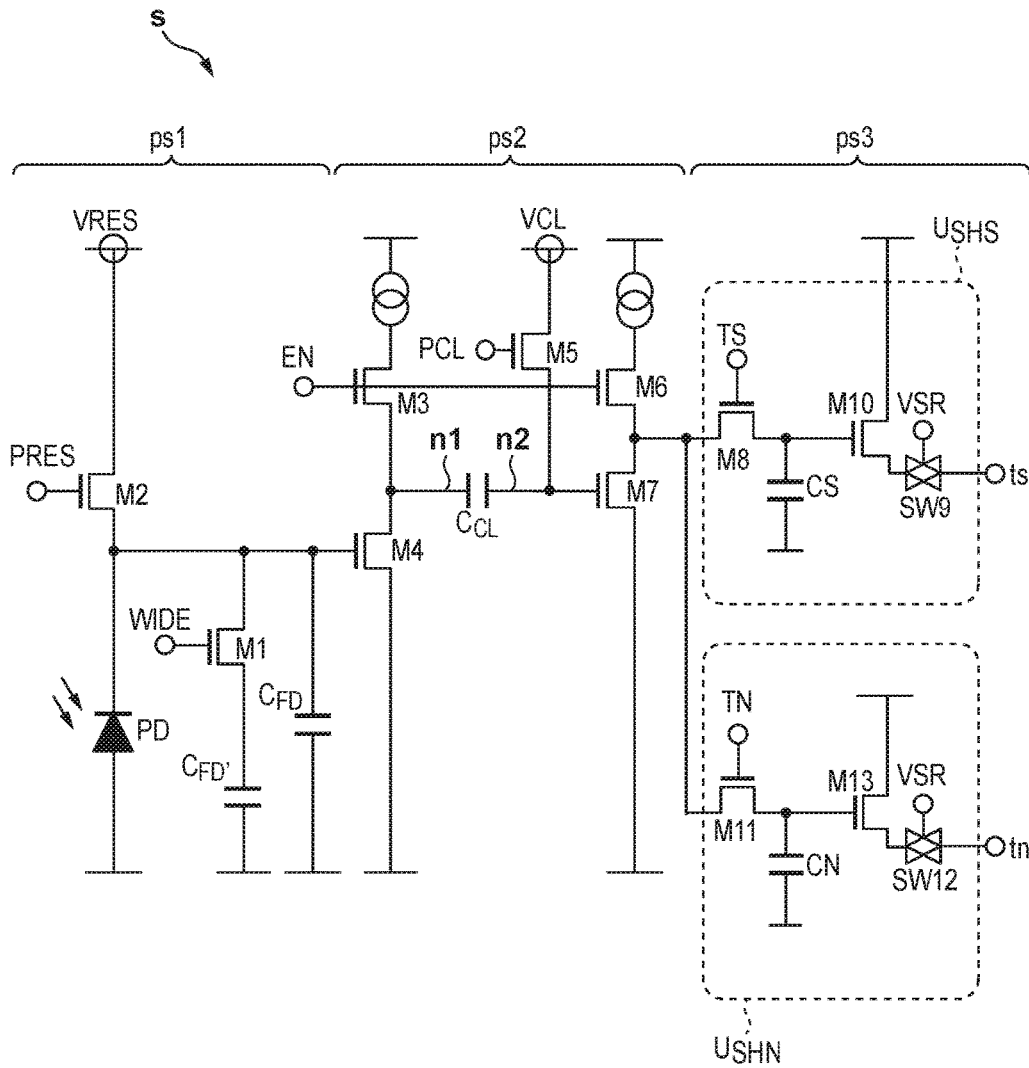 s
ps1 ps2 ps3
VRES VCL
USHS
EN PCL M5 M6 TS
M3 M10 VSR
PRES M2 n1 n2 M8
CCL M7 CS SW9 ts
M4
WIDE M1
CFD TN
PD
CFD' M13 VSR
M11
CN SW12 tn
USHN